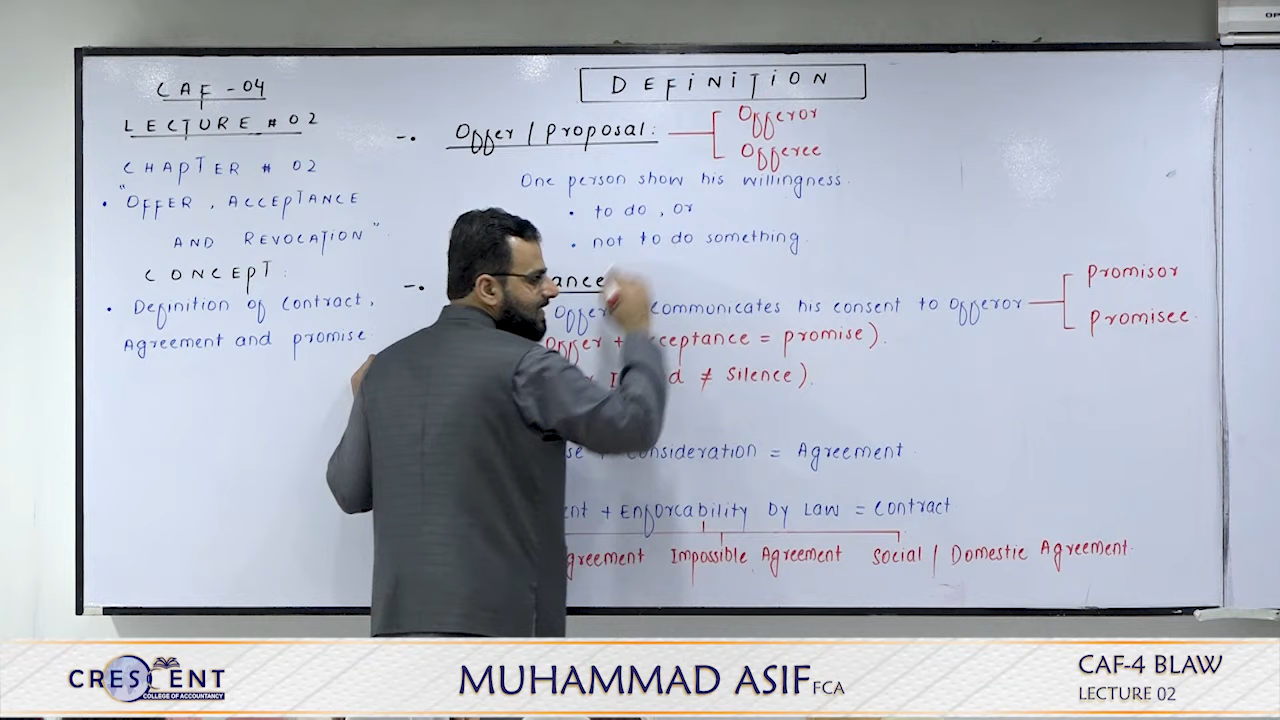 CAF - 04
LECTURE # 02
CHAPTER # 02
• "OFFER, ACCEPTANCE
AND REVOCATION"
CONCEPT:
• Definition of contract,
Agreement and promise
DEFINITION
-. Offer / Proposal:
Offeror
Offeree
One person show his willingness.
• to do, or
• not to do something.
communicates his consent to Offeror
Promisor
Promisee
Offer + Acceptance = promise).
≠ Silence).
Consideration = Agreement
+ Enforcability by Law = contract
Agreement Impossible Agreement Social / Domestic Agreement.
CRESCENT
COLLEGE OF ACCOUNTANCY
MUHAMMAD ASIF FCA
CAF-4 BLAW
LECTURE 02